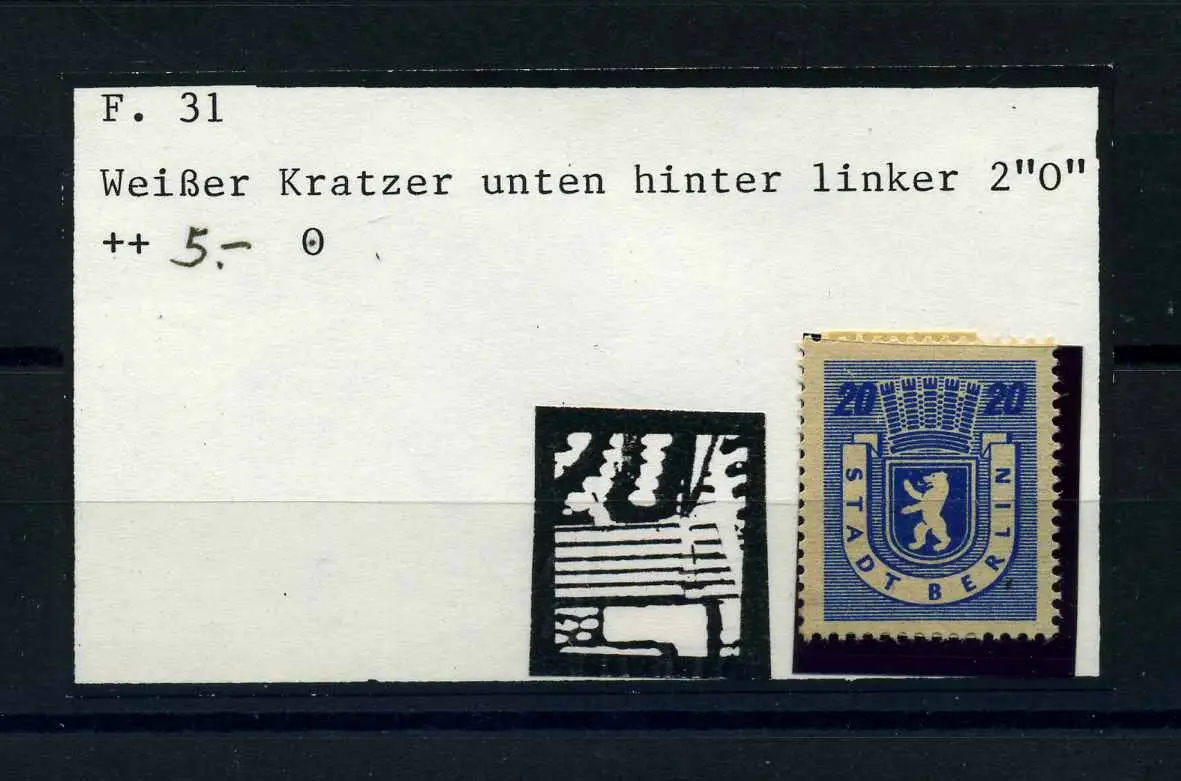 F. 31
Weißer Kratzer unten hinter linker 2"0"
++ 5.- 0
20 20
STADT BERLIN